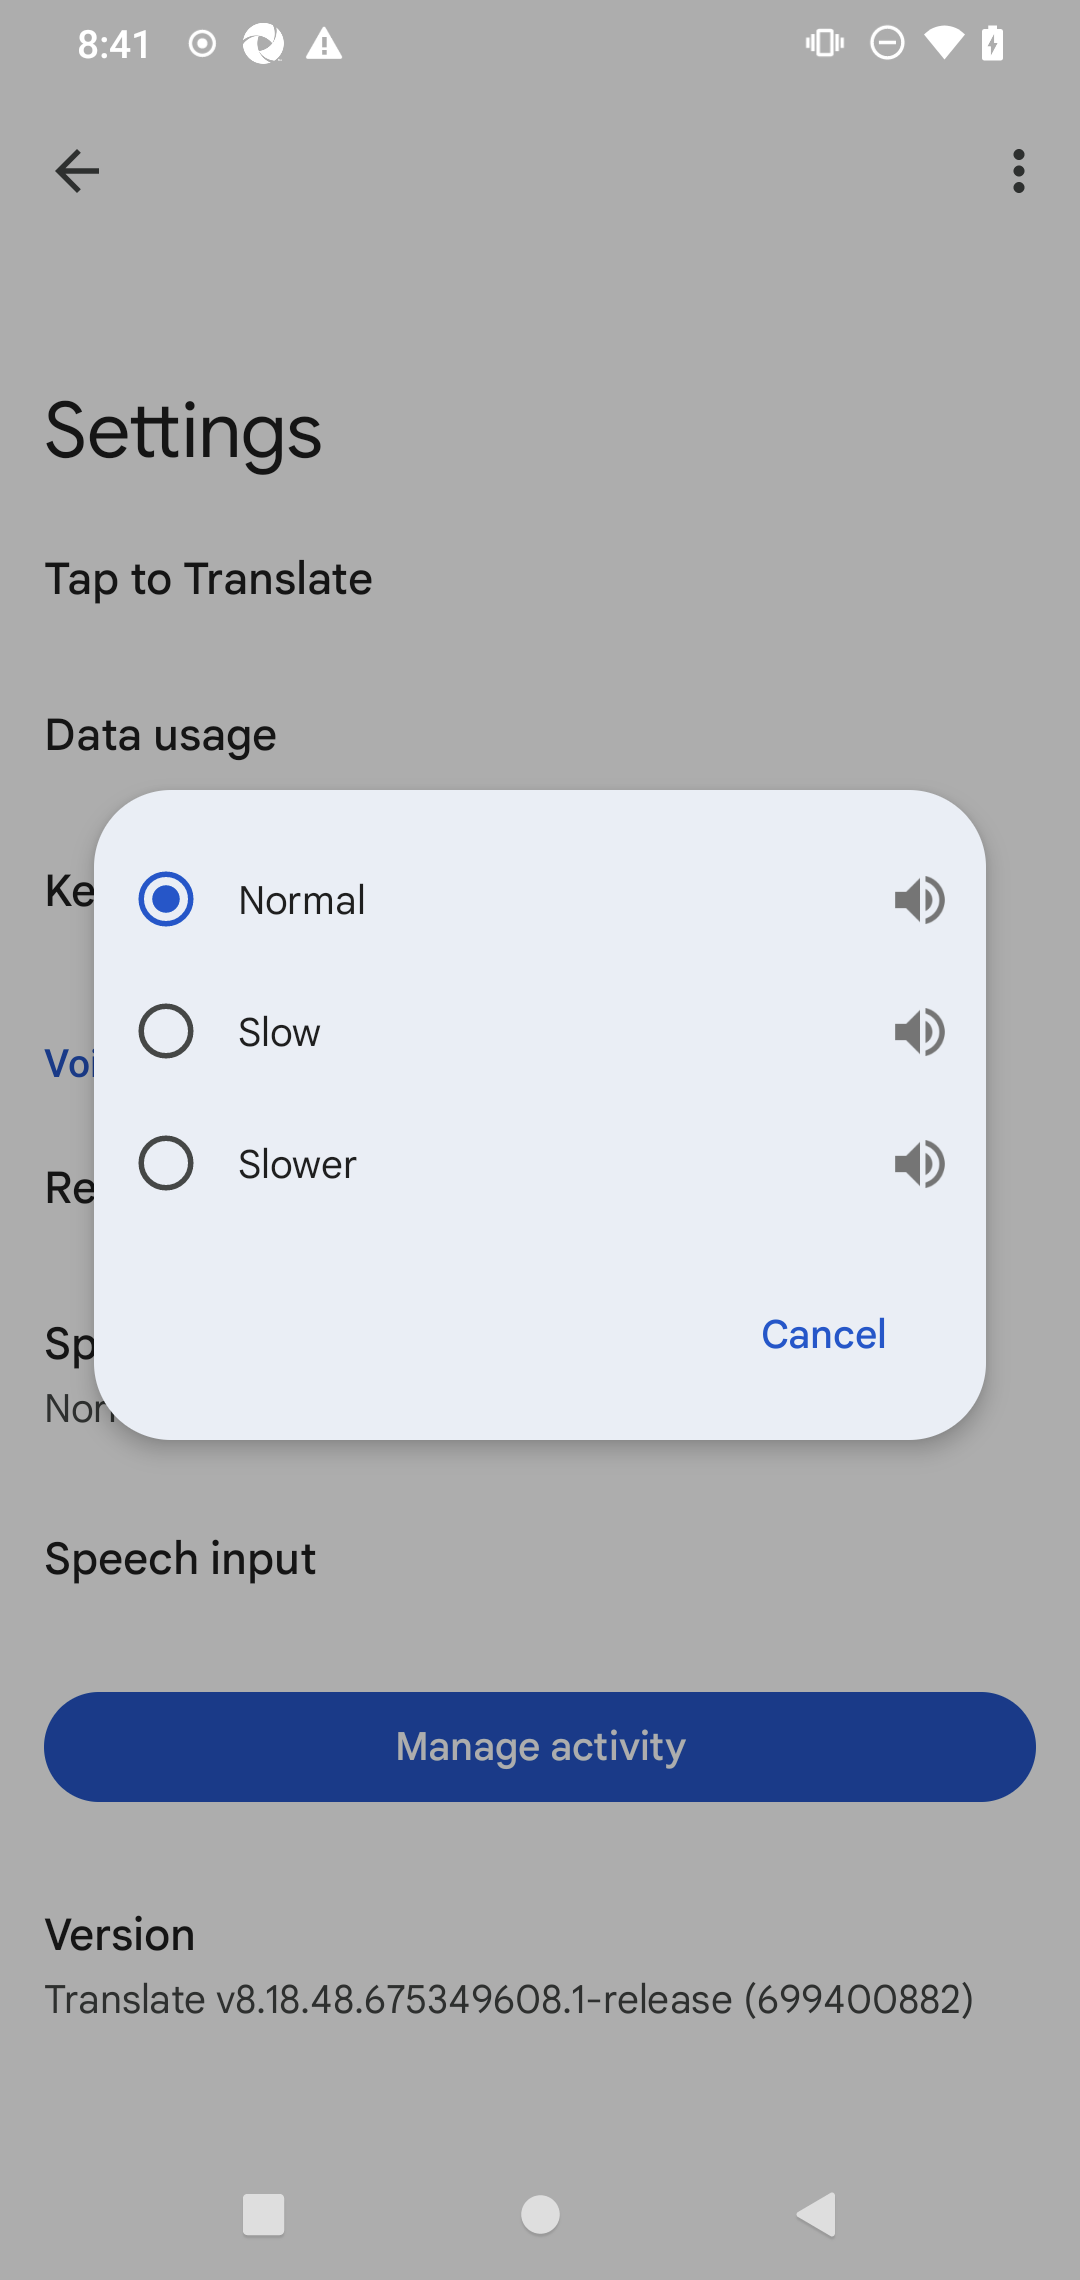 8:41
Settings
Tap to Translate
Data usage
Ke
Normal
Slow
Voi
Slower
Re
Cancel
Sp
Nor
Speech input
Manage activity
Version
Translate v8.18.48.675349608.1-release (699400882)